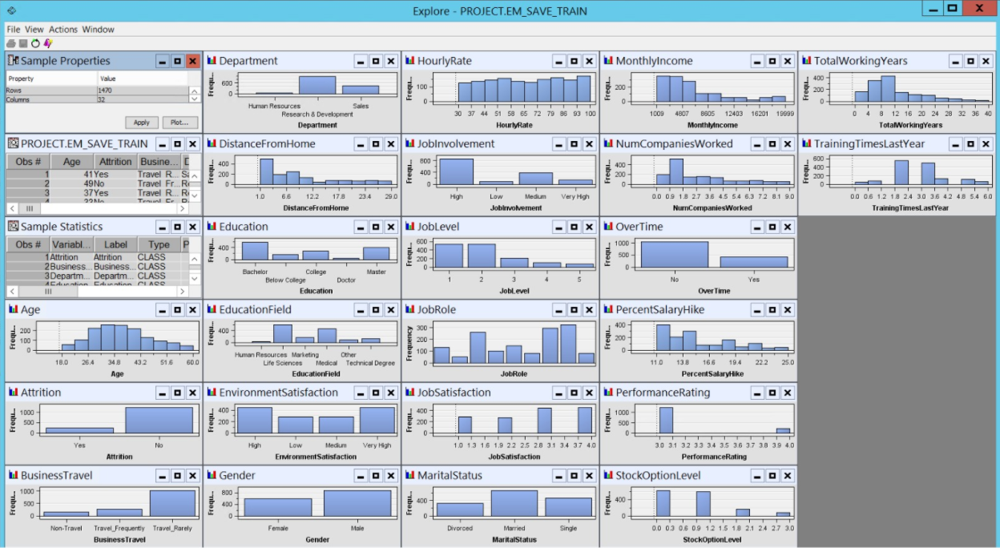 Explore - PROJECT.EM_SAVE_TRAIN
File View Actions Window
Sample Properties
Property Value
Rows 1470
Columns 32
Apply Plot...
PROJECT.EM_SAVE_TRAIN
Obs # Age Attrition Busine...
1 41 Yes Travel R...
2 49 No Travel Fr...
3 37 Yes Travel R...
Sample Statistics
Obs # Variabl... Label Type
1 Attrition Attrition CLASS
2 Business... Business... CLASS
3 Departm... Departm... CLASS
4 Education Education CLASS
Age
Frequ...
200
100
0
18.0 26.4 34.8 43.2 51.6 60.0
Age
Attrition
Frequ...
1000
500
0
Yes No
Attrition
BusinessTravel
Frequ...
1000
500
0
Non-Travel Travel_Frequently Travel_Rarely
BusinessTravel
Department
Frequ...
600
0
Human Resources Sales
Research & Development
Department
DistanceFromHome
Frequ...
400
200
0
1.0 6.6 12.2 17.8 23.4 29.0
DistanceFromHome
Education
Frequ...
400
0
Bachelor College Master
Below College Doctor
Education
EducationField
Frequ...
400
0
Human Resources Marketing Other
Life Sciences Medical Technical Degree
EducationField
EnvironmentSatisfaction
Frequ...
400
200
0
High Low Medium Very High
EnvironmentSatisfaction
Gender
Frequ...
800
400
0
Female Male
Gender
HourlyRate
Frequ...
100
0
30 37 44 51 58 65 72 79 86 93 100
HourlyRate
JobInvolvement
Frequ...
800
400
0
High Low Medium Very High
JobInvolvement
JobLevel
Frequ...
600
400
200
0
1 2 3 4 5
JobLevel
JobRole
Frequency
300
200
100
0
JobRole
JobSatisfaction
Frequ...
400
200
0
1.0 1.3 1.6 1.9 2.2 2.5 2.8 3.1 3.4 3.7 4.0
JobSatisfaction
MaritalStatus
Frequ...
400
0
Divorced Married Single
MaritalStatus
MonthlyIncome
Frequ...
200
0
1009 4807 8605 12403 16201 19999
MonthlyIncome
NumCompaniesWorked
Frequ...
400
200
0
0.0 0.9 1.8 2.7 3.6 4.5 5.4 6.3 7.2 8.1 9.0
NumCompaniesWorked
OverTime
Frequ...
1000
500
0
No Yes
OverTime
PercentSalaryHike
Frequ...
400
200
0
11.0 13.8 16.6 19.4 22.2 25.0
PercentSalaryHike
PerformanceRating
Frequ...
1000
500
0
3.0 3.1 3.2 3.3 3.4 3.5 3.6 3.7 3.8 3.9 4.0
PerformanceRating
StockOptionLevel
Frequ...
400
0
0.0 0.3 0.6 0.9 1.2 1.5 1.8 2.1 2.4 2.7 3.0
StockOptionLevel
TotalWorkingYears
Frequ...
400
200
0
0 4 8 12 16 20 24 28 32 36 40
TotalWorkingYears
TrainingTimesLastYear
Frequ...
600
400
200
0
0.0 0.6 1.2 1.8 2.4 3.0 3.6 4.2 4.8 5.4 6.0
TrainingTimesLastYear